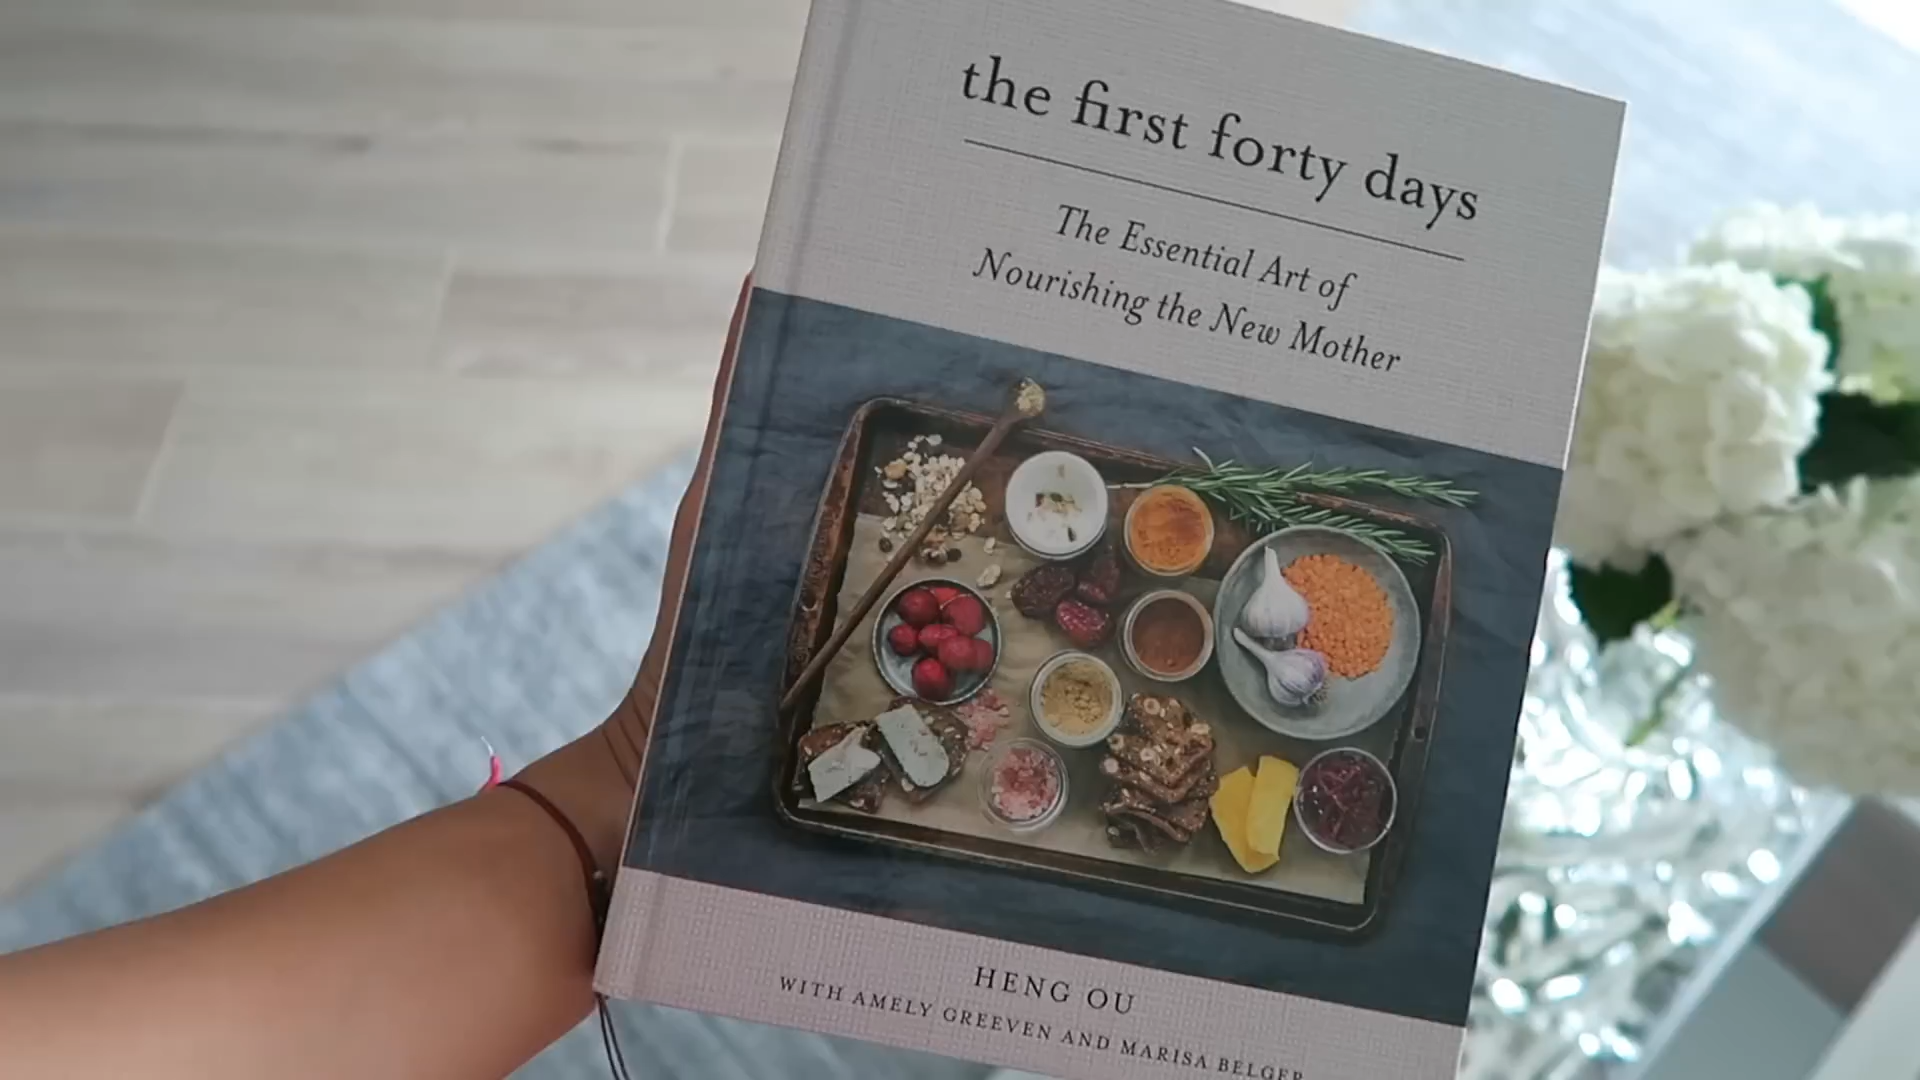 the first forty days
The Essential Art of
Nourishing the New Mother
HENG OU
WITH AMELY GREEVEN AND MARISA BELGER